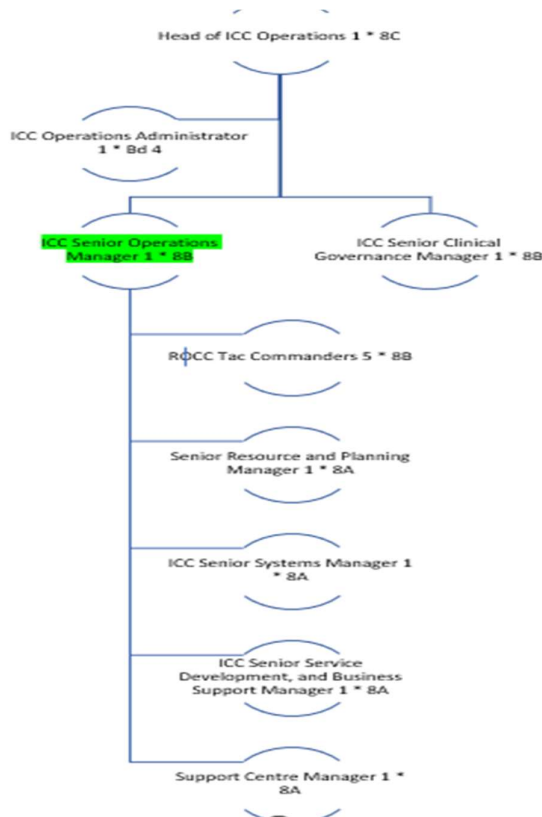 Head of ICC Operations 1 * 8C
ICC Operations Administrator
1 * Bd 4
ICC Senior Operations
Manager 1 * 8B
ICC Senior Clinical
Governance Manager 1 * 8B
ROCC Tac Commanders 5 * 8B
Senior Resource and Planning
Manager 1 * 8A
ICC Senior Systems Manager 1
* 8A
ICC Senior Service
Development, and Business
Support Manager 1 * 8A
Support Centre Manager 1 *
8A